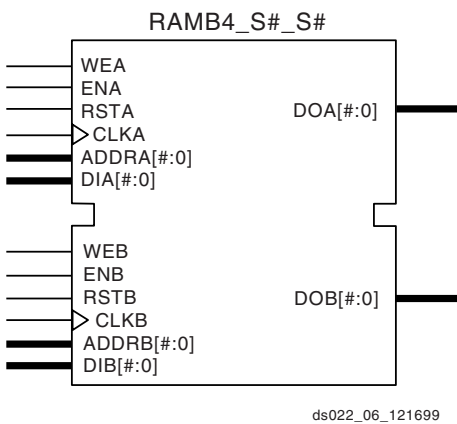 RAMB4_S#_S#
WEA
ENA
RSTA
CLKA
ADDRA[#:0]
DIA[#:0]
DOA[#:0]
WEB
ENB
RSTB
CLKB
ADDRB[#:0]
DIB[#:0]
DOB[#:0]
ds022_06_121699